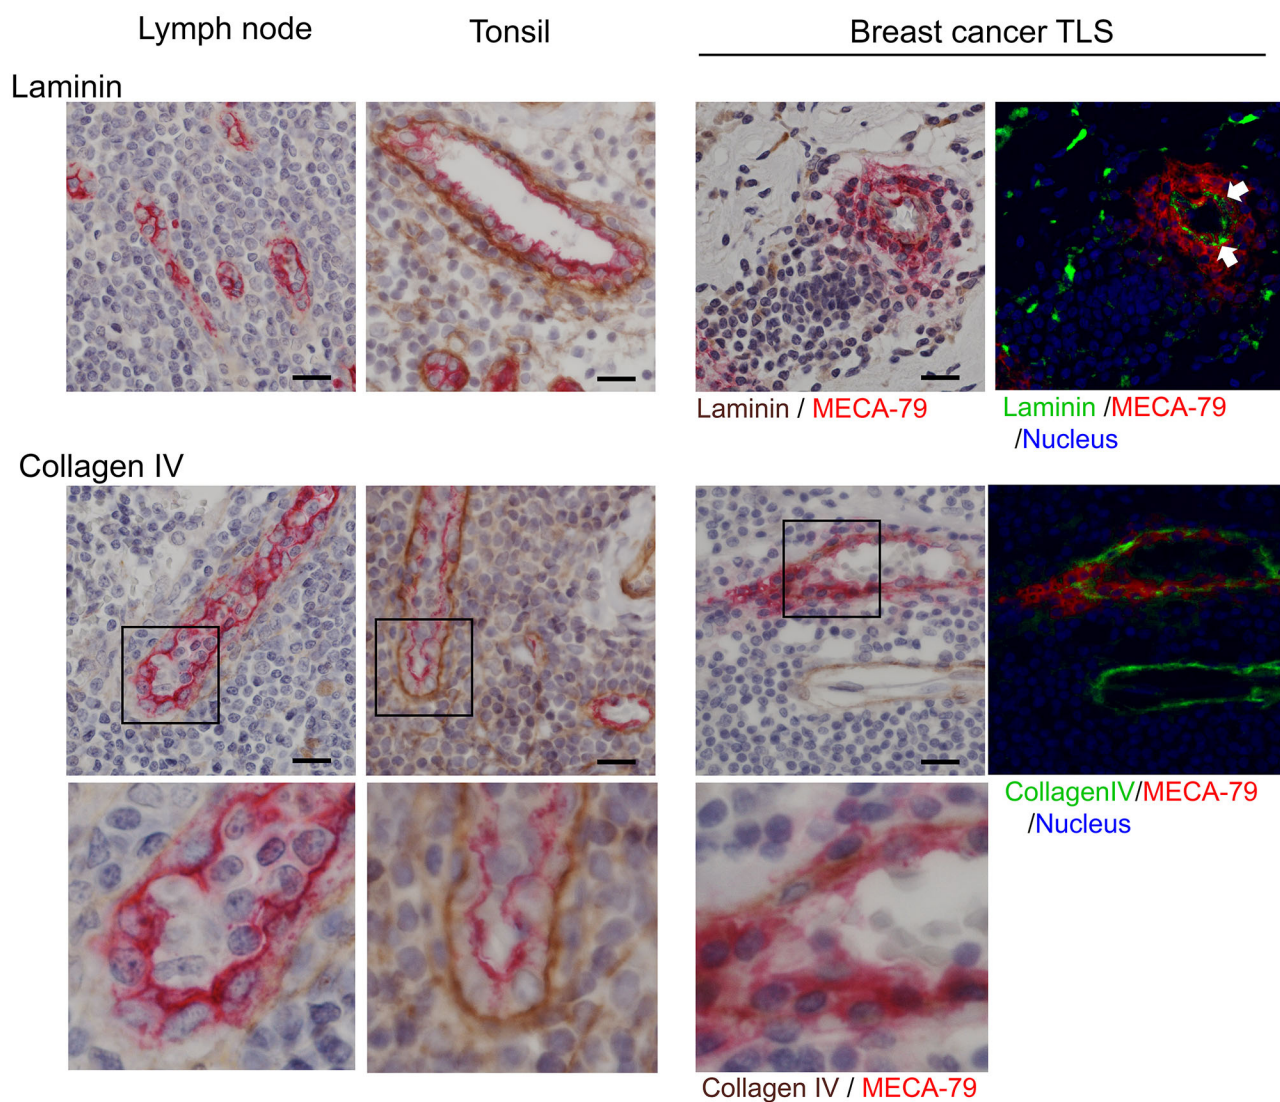 Lymph node
Tonsil
Breast cancer TLS
Laminin
Laminin / MECA-79
Laminin /MECA-79
/Nucleus
Collagen IV
CollagenIV/MECA-79
/Nucleus
Collagen IV / MECA-79